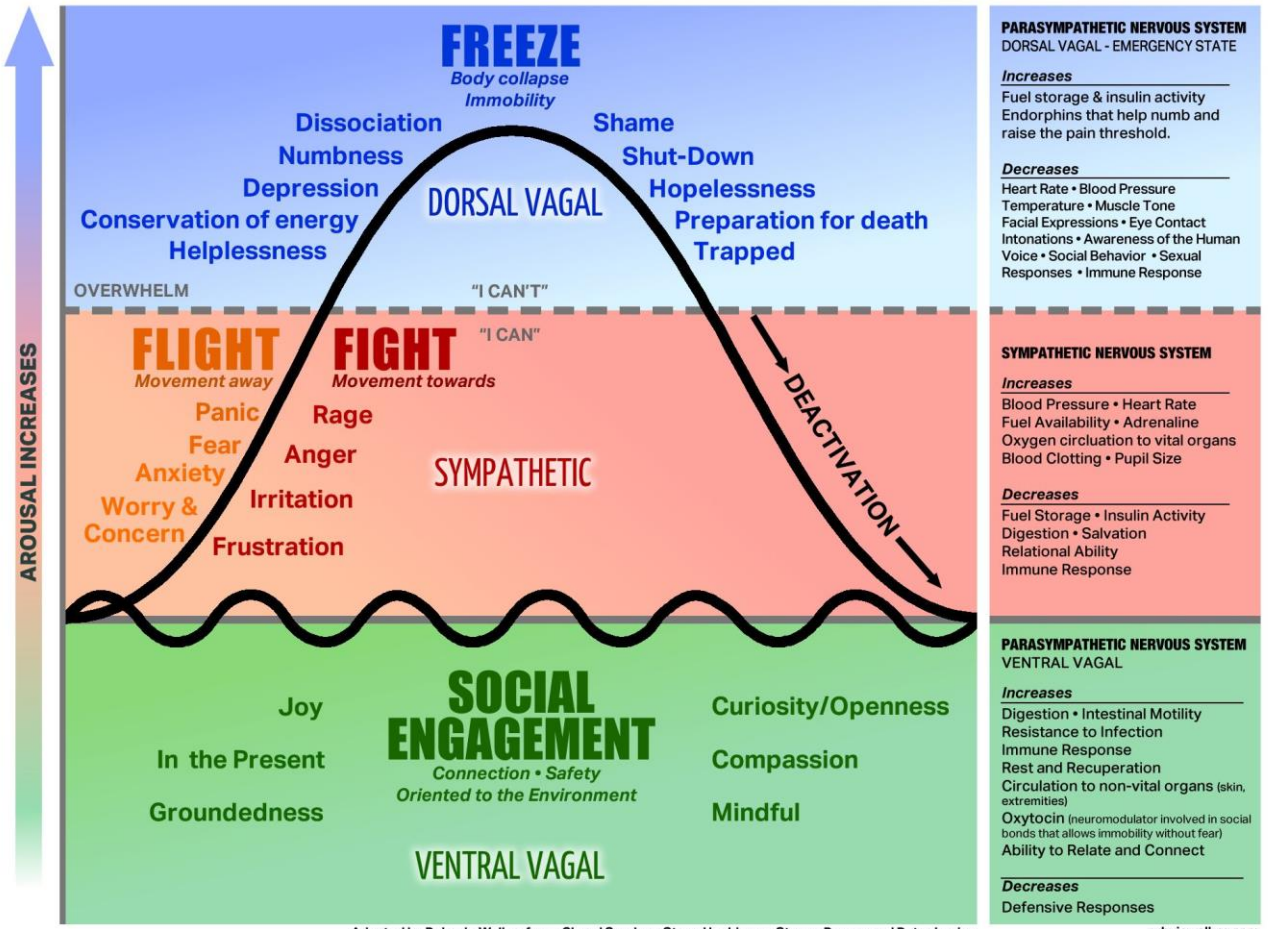 AROUSAL INCREASES
FREEZE
Body collapse
Immobility
Dissociation
Numbness
Depression
Conservation of energy
Helplessness
Shame
Shut-Down
Hopelessness
Preparation for death
Trapped
DORSAL VAGAL
OVERWHELM
"I CAN'T"
"I CAN"
FLIGHT
Movement away
Panic
Fear
Anxiety
Worry &
Concern
FIGHT
Movement towards
Rage
Anger
Irritation
Frustration
SYMPATHETIC
DEACTIVATION
SOCIAL
ENGAGEMENT
Connection • Safety
Oriented to the Environment
Joy
In the Present
Groundedness
Curiosity/Openness
Compassion
Mindful
VENTRAL VAGAL
PARASYMPATHETIC NERVOUS SYSTEM
DORSAL VAGAL - EMERGENCY STATE
Increases
Fuel storage & insulin activity
Endorphins that help numb and
raise the pain threshold.
Decreases
Heart Rate • Blood Pressure
Temperature • Muscle Tone
Facial Expressions • Eye Contact
Intonations • Awareness of the Human
Voice • Social Behavior • Sexual
Responses • Immune Response
SYMPATHETIC NERVOUS SYSTEM
Increases
Blood Pressure • Heart Rate
Fuel Availability • Adrenaline
Oxygen circluation to vital organs
Blood Clotting • Pupil Size
Decreases
Fuel Storage • Insulin Activity
Digestion • Salvation
Relational Ability
Immune Response
PARASYMPATHETIC NERVOUS SYSTEM
VENTRAL VAGAL
Increases
Digestion • Intestinal Motility
Resistance to Infection
Immune Response
Rest and Recuperation
Circulation to non-vital organs (skin,
extremities)
Oxytocin (neuromodulator involved in social
bonds that allows immobility without fear)
Ability to Relate and Connect
Decreases
Defensive Responses